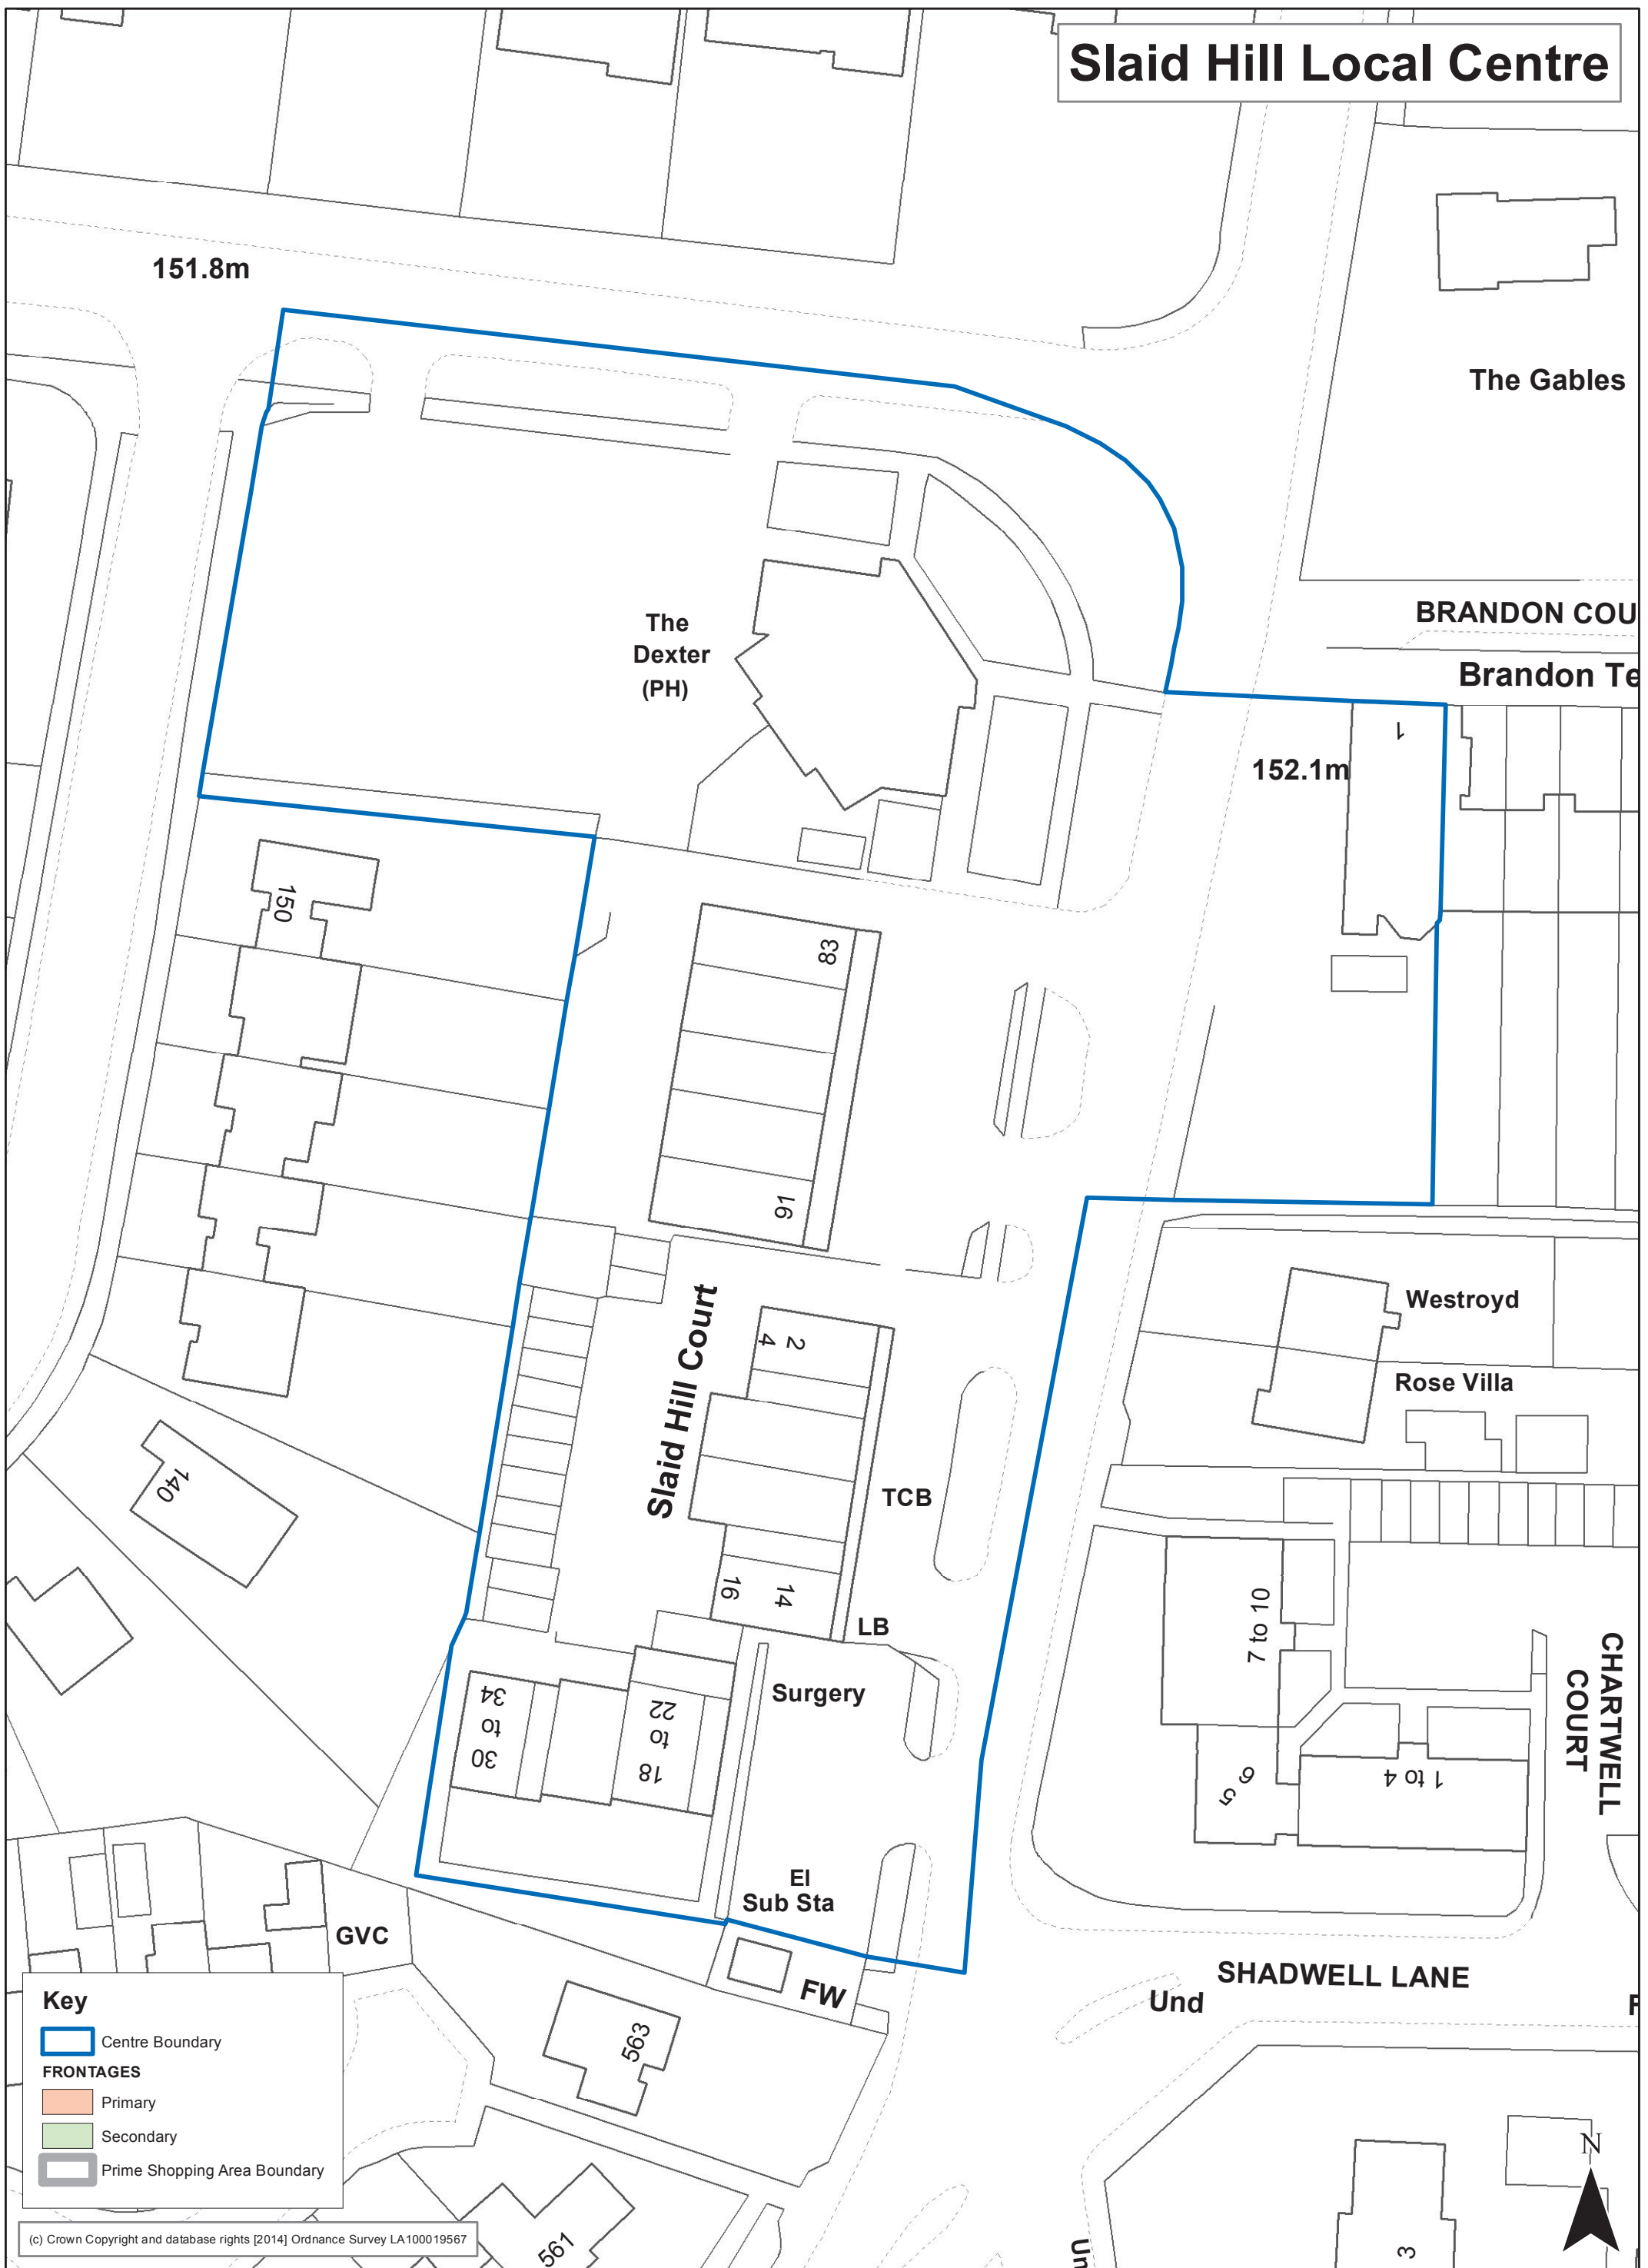 Slaid Hill Local Centre
151.8m
The Gables
BRANDON COU
Brandon Te
The
Dexter
(PH)
1
152.1m
150
83
91
Westroyd
Slaid Hill Court
2
4
Rose Villa
140
TCB
16
14
LB
7 to 10
CHARTWELL
COURT
Surgery
34
to
30
22
to
18
6
5
1 to 4
El
Sub Sta
GVC
FW
SHADWELL LANE
Und
563
Key
Centre Boundary
FRONTAGES
Primary
Secondary
Prime Shopping Area Boundary
N
(c) Crown Copyright and database rights [2014] Ordnance Survey LA100019567
561
Un
3